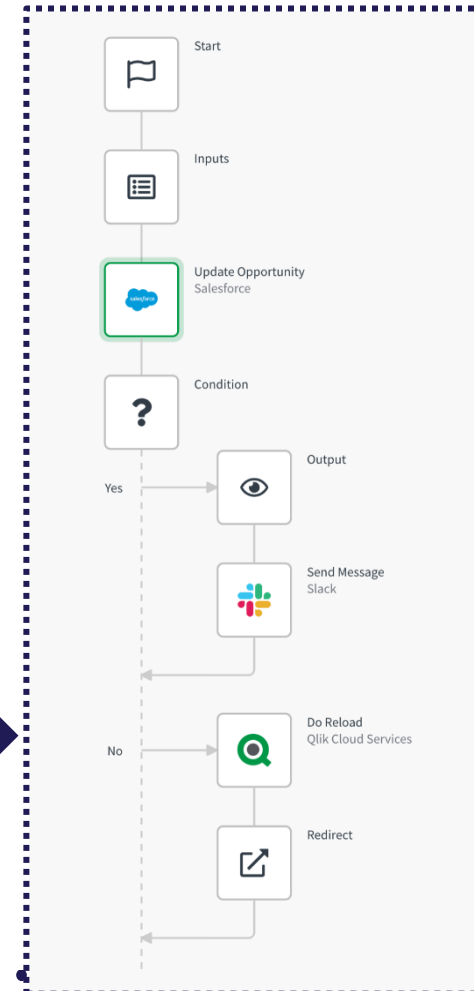 Start
Inputs
Update Opportunity
Salesforce
salesforce
Condition
?
Yes
Output
Send Message
Slack
No
Do Reload
Qlik Cloud Services
Redirect